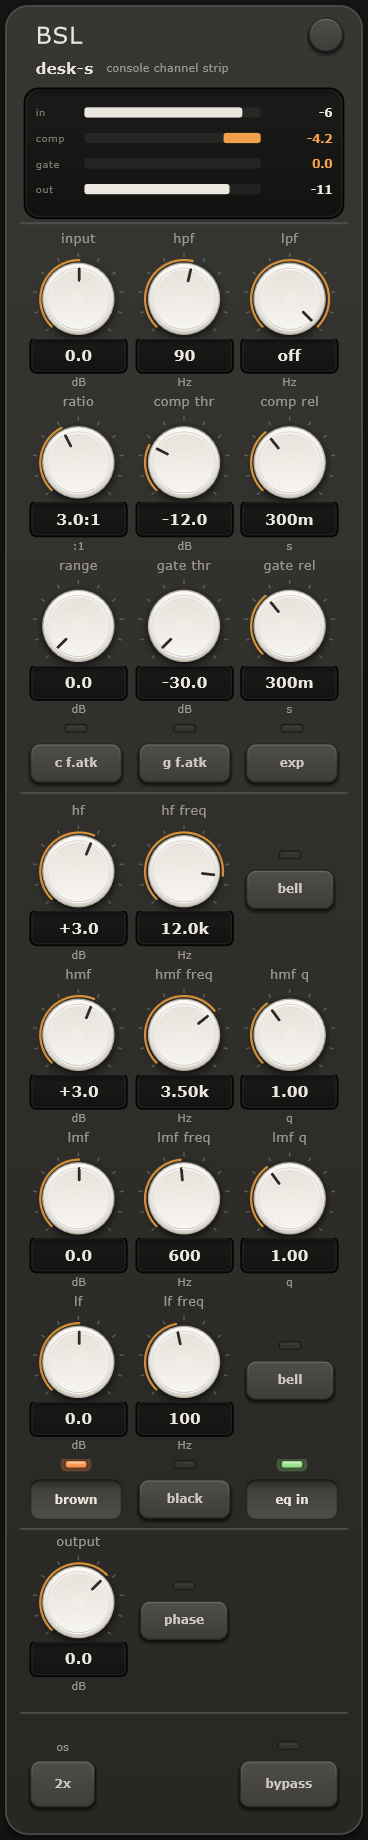 BSL
desk-s console channel strip
in -6
comp -4.2
gate 0.0
out -11
input hpf lpf
0.0 90 off
dB Hz Hz
ratio comp thr comp rel
3.0:1 -12.0 300m
:1 dB s
range gate thr gate rel
0.0 -30.0 300m
dB dB s
c f.atk g f.atk exp
hf hf freq
bell
+3.0 12.0k
dB Hz
hmf hmf freq hmf q
+3.0 3.50k 1.00
dB Hz q
lmf lmf freq lmf q
0.0 600 1.00
dB Hz q
lf lf freq
bell
0.0 100
dB Hz
brown black eq in
output
phase
0.0
dB
os
2x bypass